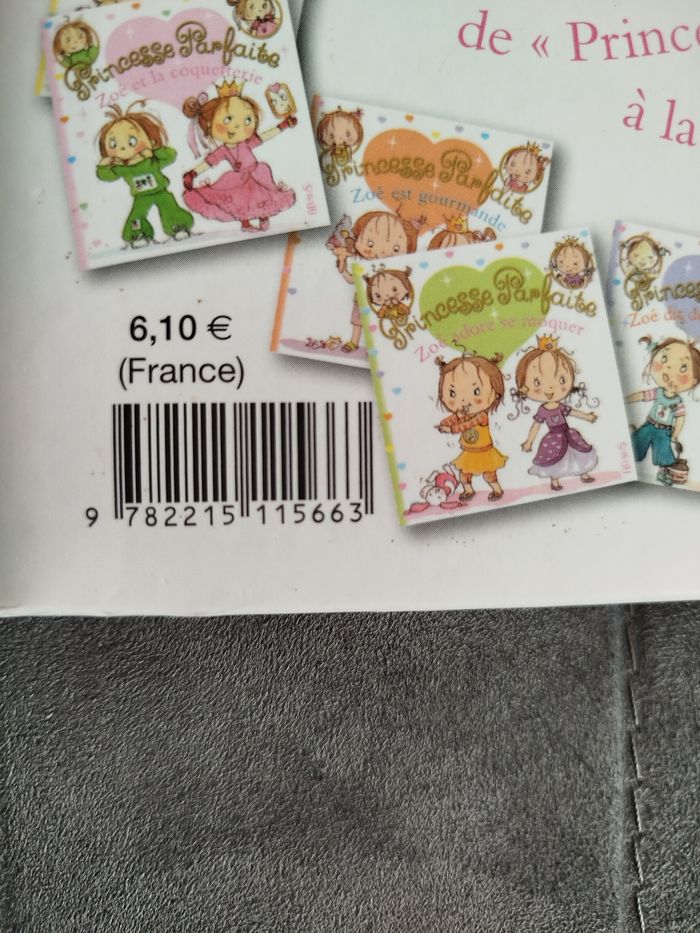 de « Prince
à la
Princesse Parfaite
Zoé et la coquetterie
Princesse Parfaite
Zoé est gourmande
Princesse Parfaite
Zoé adore se moquer
Princesse
Zoé dit d
6,10 €
(France)
9 782215 115663